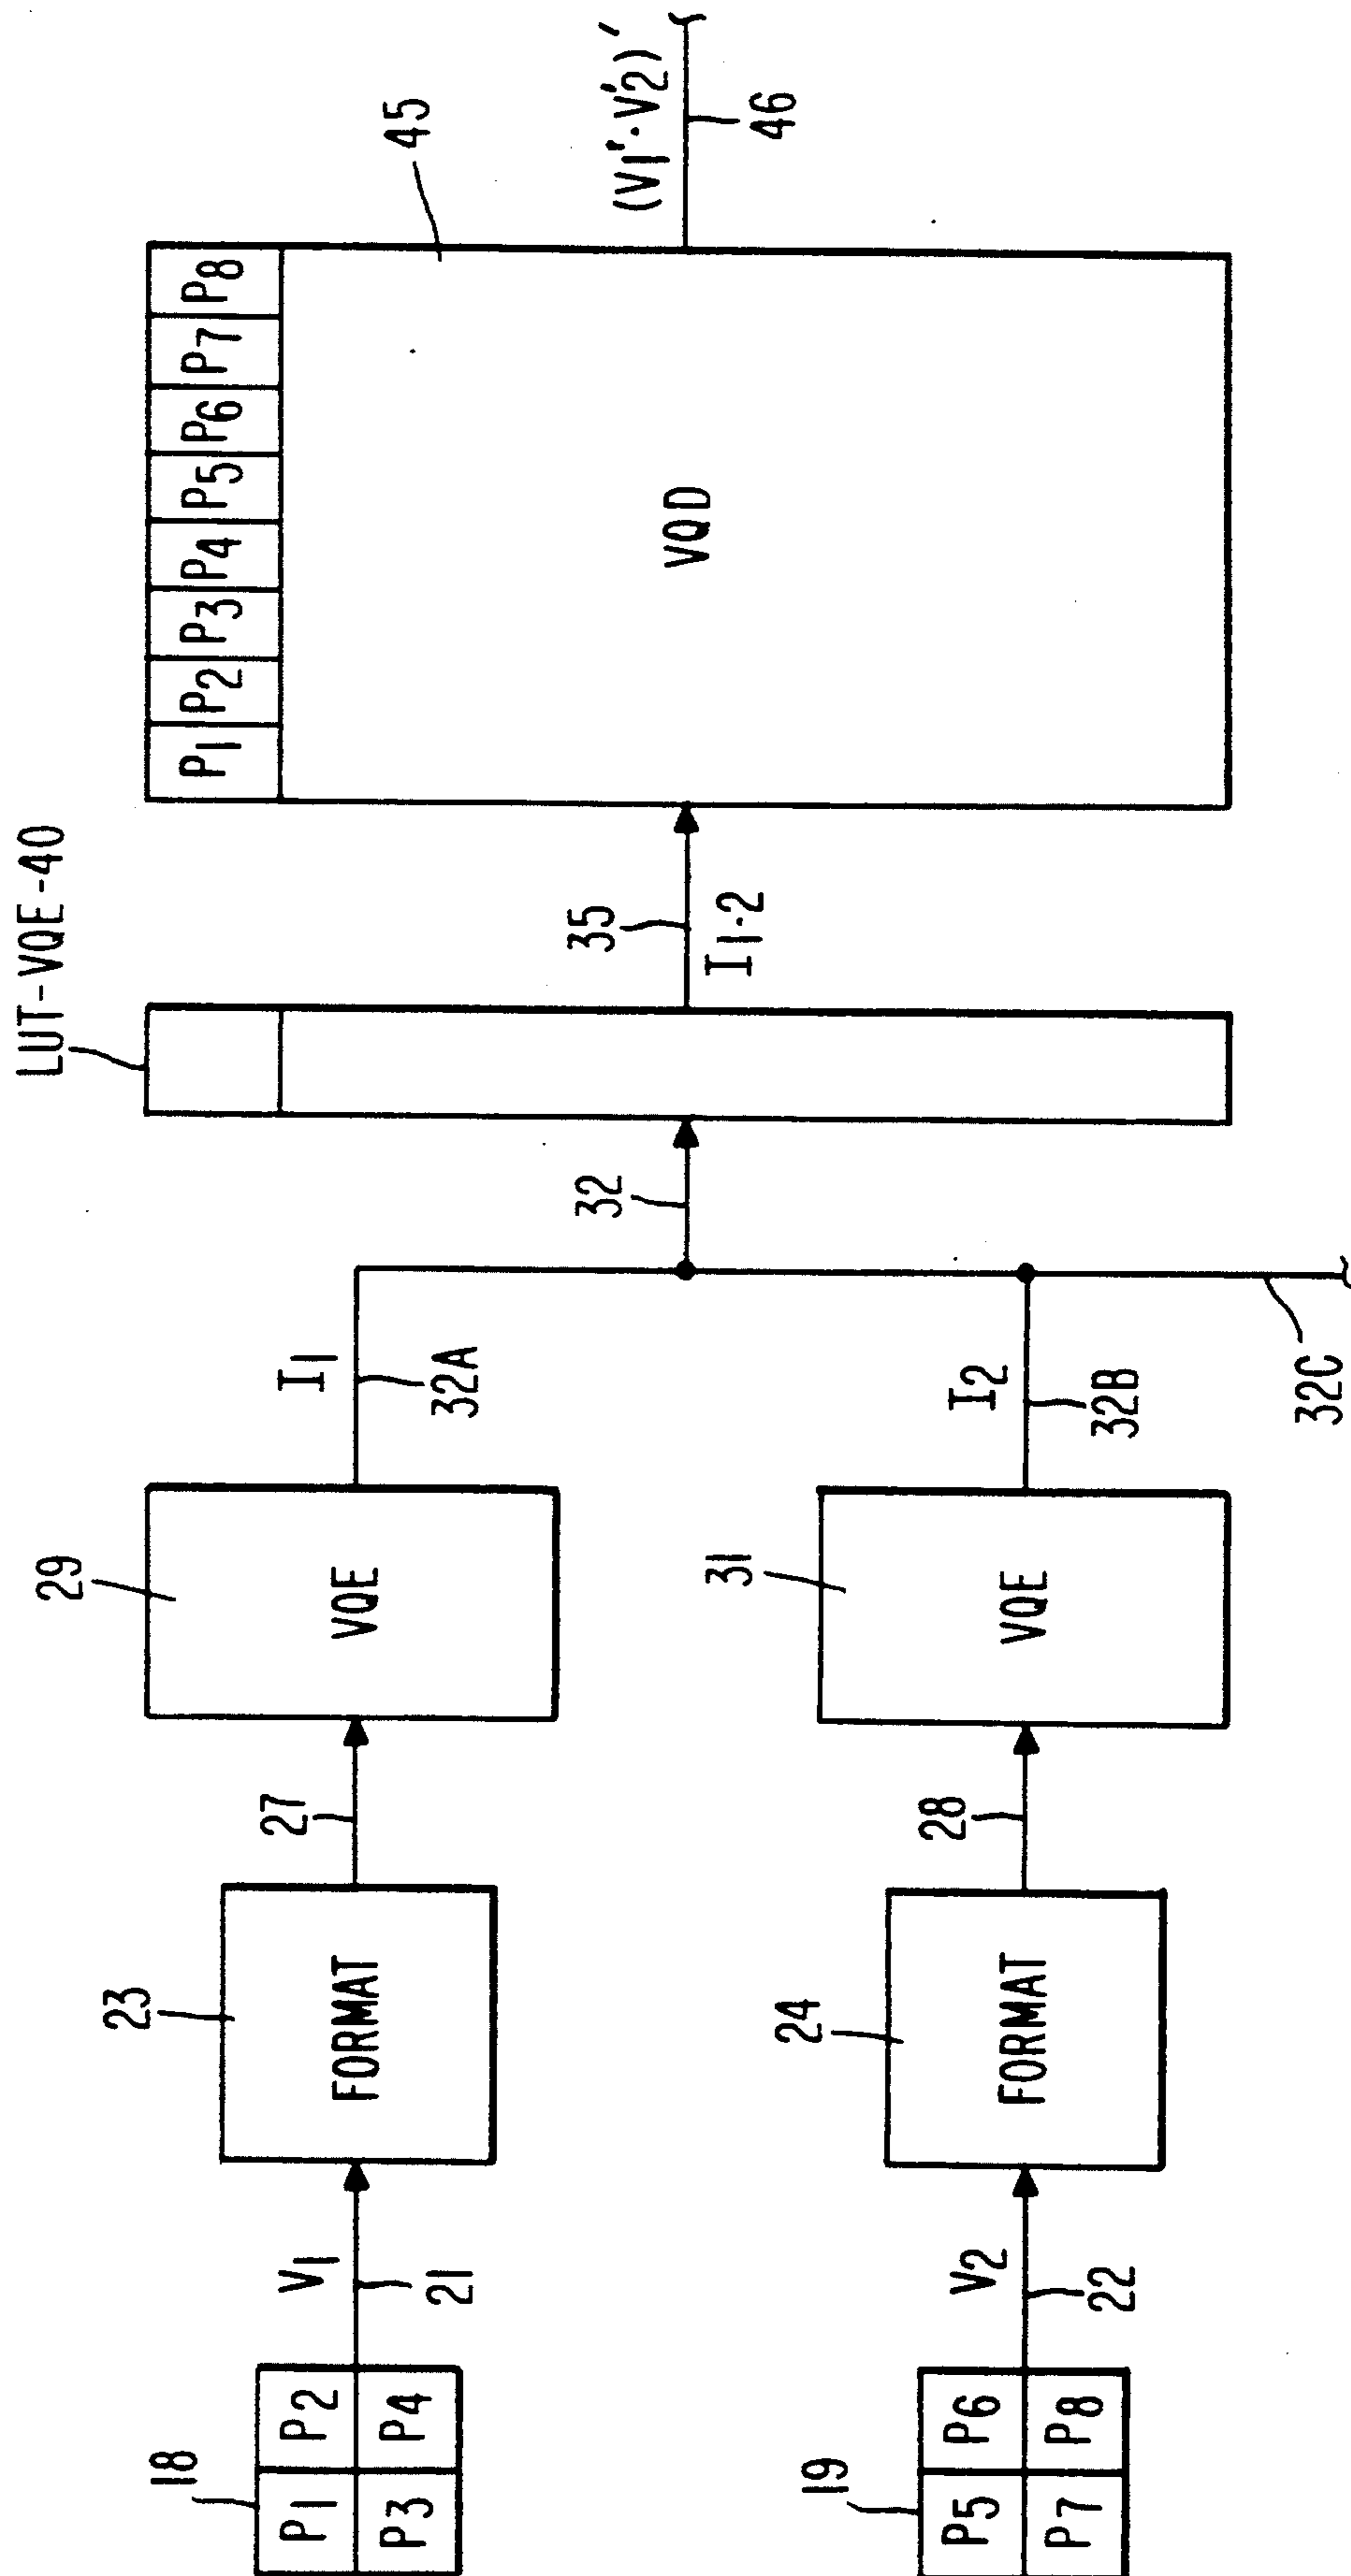 LUT-VQE-40
18
P1 P2
P3 P4
V1
21
23
FORMAT
27
29
VQE
I1
32A
19
P5 P6
P7 P8
V2
22
24
FORMAT
28
31
VQE
I2
32B
32C
32
35
I1·2
P1 P2 P3 P4 P5 P6 P7 P8
VQD
45
(V1'·V2')'
46